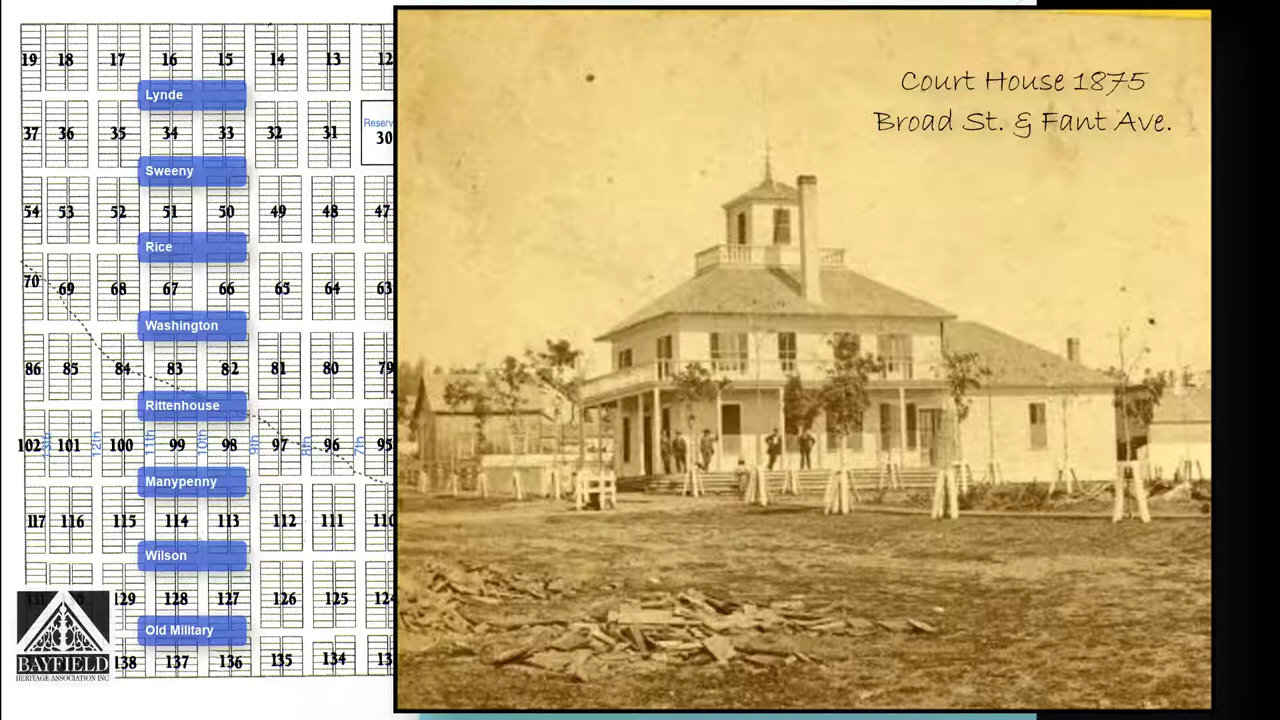 Court House 1875
Broad St. & Fant Ave.
19 18 17 16 15 14 13 12
Lynde
Reserv
37 36 35 34 33 32 31 30
Sweeny
54 53 52 51 50 49 48 47
Rice
70 69 68 67 66 65 64 63
Washington
86 85 84 83 82 81 80 79
Rittenhouse
13th 12th 11th 10th 9th 8th 7th
102 101 100 99 98 97 96 95
Manypenny
117 116 115 114 113 112 111 110
Wilson
129 128 127 126 125 124
Old Military
138 137 136 135 134 13
BAYFIELD
HERITAGE ASSOCIATION INC